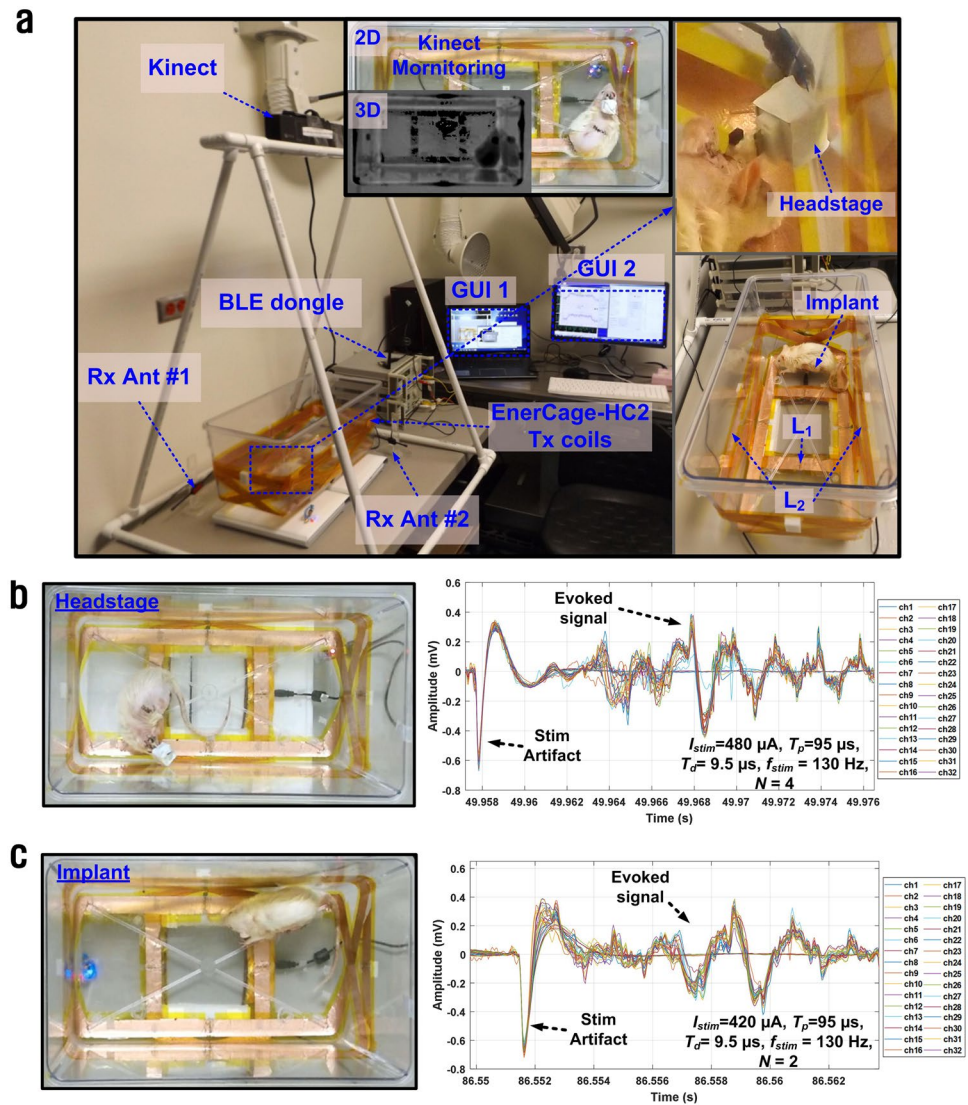 a
2D
Kinect
Mornitoring
3D
Kinect
Headstage
BLE dongle
GUI 1
GUI 2
Implant
Rx Ant #1
EnerCage-HC2
Tx coils
L1
Rx Ant #2
L2
b
Headstage
0.6
0.4
0.2
0
-0.2
-0.4
-0.6
-0.8
Amplitude (mV)
Evoked
signal
Stim
Artifact
Istim=480 µA, Tp=95 µs,
Td= 9.5 µs, fstim = 130 Hz,
N = 4
49.958 49.96 49.962 49.964 49.966 49.968 49.97 49.972 49.974 49.976
Time (s)
ch1 ch17
ch2 ch18
ch3 ch19
ch4 ch20
ch5 ch21
ch6 ch22
ch7 ch23
ch8 ch24
ch9 ch25
ch10 ch26
ch11 ch27
ch12 ch28
ch13 ch29
ch14 ch30
ch15 ch31
ch16 ch32
c
Implant
0.6
0.4
0.2
0
-0.2
-0.4
-0.6
-0.8
Amplitude (mV)
Evoked
signal
Stim
Artifact
Istim=420 µA, Tp=95 µs,
Td= 9.5 µs, fstim = 130 Hz,
N = 2
86.55 86.552 86.554 86.556 86.558 86.56 86.562
Time (s)
ch1 ch17
ch2 ch18
ch3 ch19
ch4 ch20
ch5 ch21
ch6 ch22
ch7 ch23
ch8 ch24
ch9 ch25
ch10 ch26
ch11 ch27
ch12 ch28
ch13 ch29
ch14 ch30
ch15 ch31
ch16 ch32